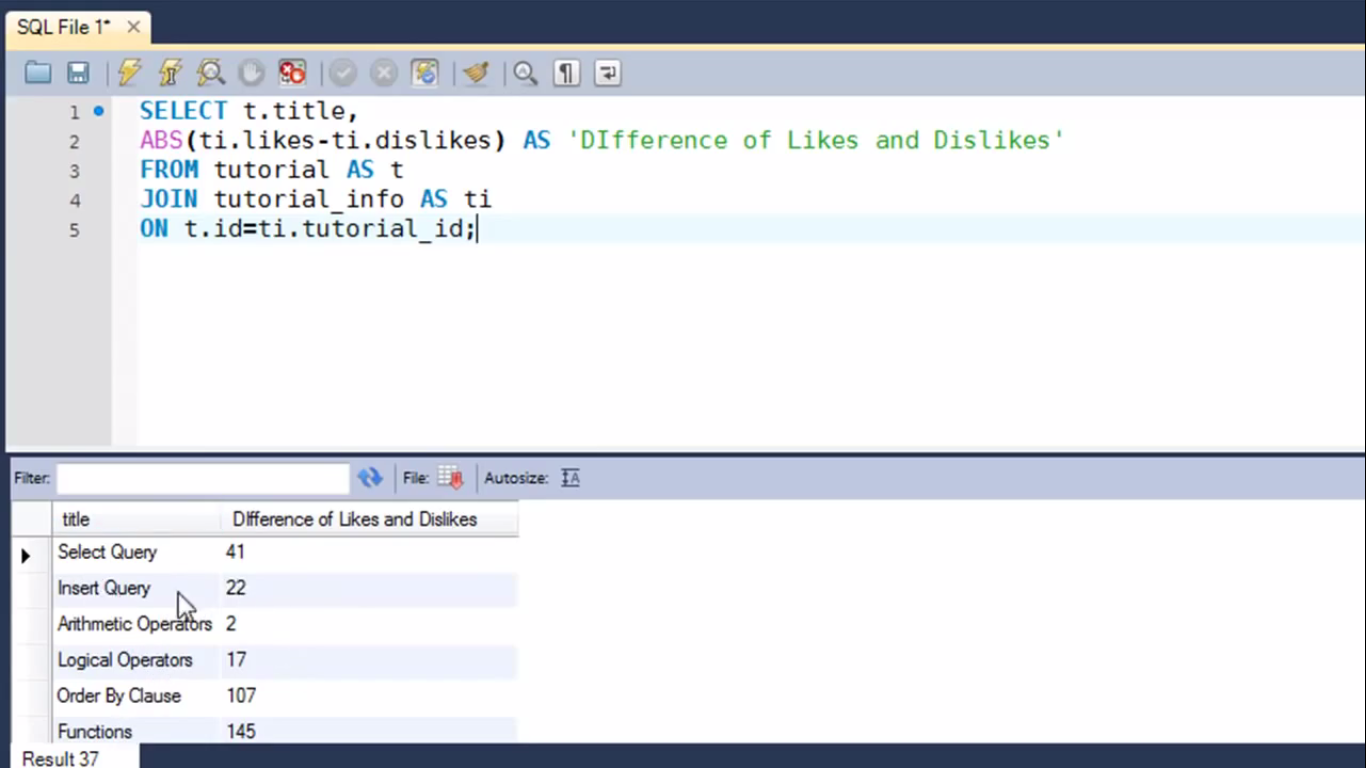 SQL File 1*
1 SELECT t.title,
2 ABS(ti.likes-ti.dislikes) AS 'DIfference of Likes and Dislikes'
3 FROM tutorial AS t
4 JOIN tutorial_info AS ti
5 ON t.id=ti.tutorial_id;
Filter: File: Autosize:
title DIfference of Likes and Dislikes
Select Query 41
Insert Query 22
Arithmetic Operators 2
Logical Operators 17
Order By Clause 107
Functions 145
Result 37